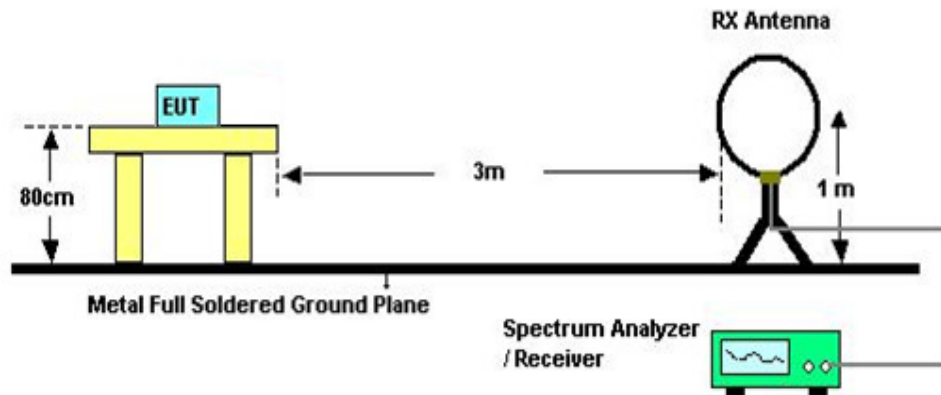 RX Antenna
EUT
80cm
3m
1 m
Metal Full Soldered Ground Plane
Spectrum Analyzer
/ Receiver